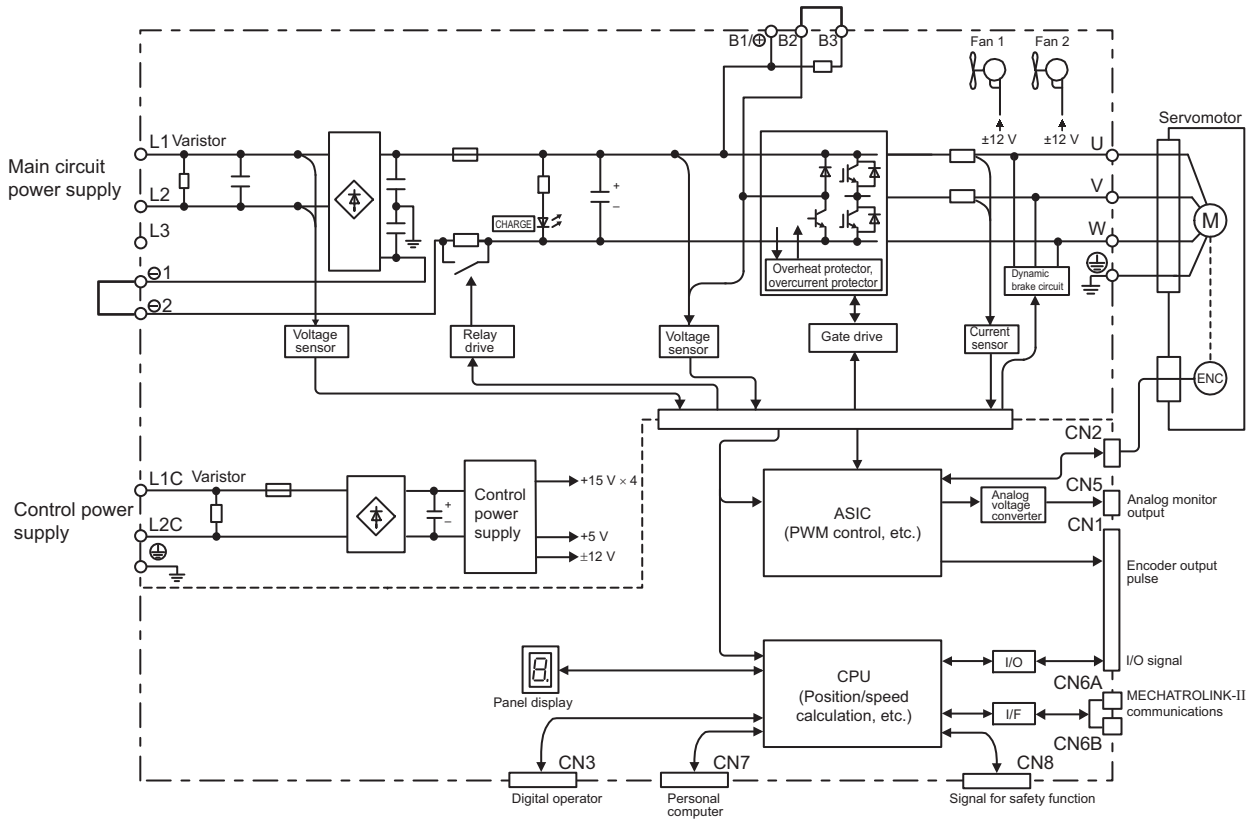 B1/⊕
B2
B3
Fan 1
Fan 2
±12 V
±12 V
Servomotor
Main circuit
power supply
L1
Varistor
L2
L3
⊖1
⊖2
CHARGE
+
–
U
V
W
M
ENC
Overheat protector,
overcurrent protector
Dynamic
brake circuit
Voltage
sensor
Relay
drive
Voltage
sensor
Gate drive
Current
sensor
Control power
supply
L1C
Varistor
L2C
+
–
Control
power
supply
+15 V × 4
+5 V
±12 V
ASIC
(PWM control, etc.)
Analog
voltage
converter
CN2
CN5
Analog monitor
output
CN1
Encoder output
pulse
I/O signal
Panel display
8.
CPU
(Position/speed
calculation, etc.)
I/O
I/F
CN6A
MECHATROLINK-II
communications
CN6B
CN3
Digital operator
CN7
Personal
computer
CN8
Signal for safety function